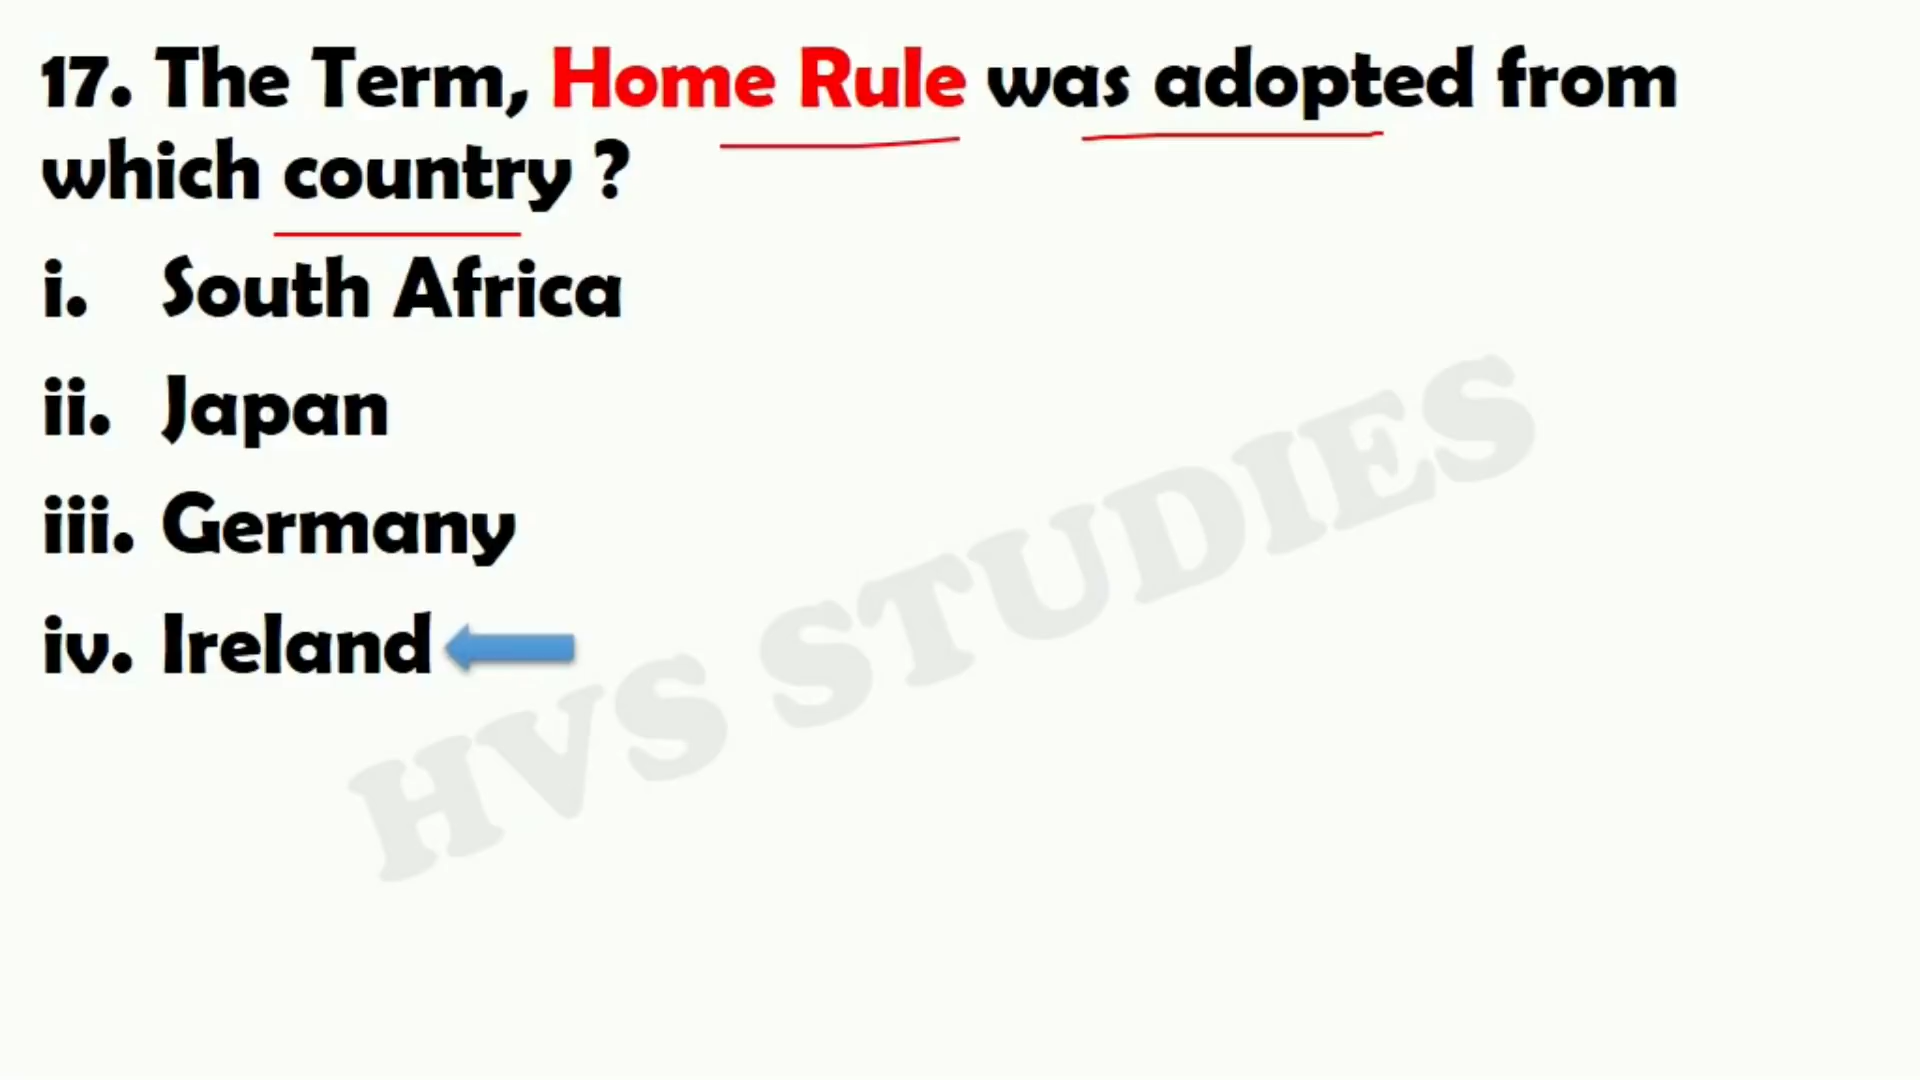 17. The Term, Home Rule was adopted from
which country ?
i. South Africa
ii. Japan
iii. Germany
iv. Ireland
HVS STUDIES